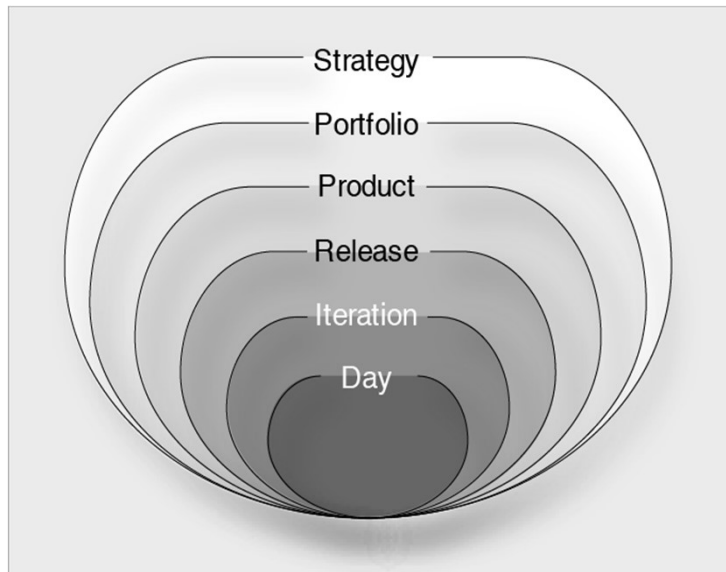 Strategy
Portfolio
Product
Release
Iteration
Day